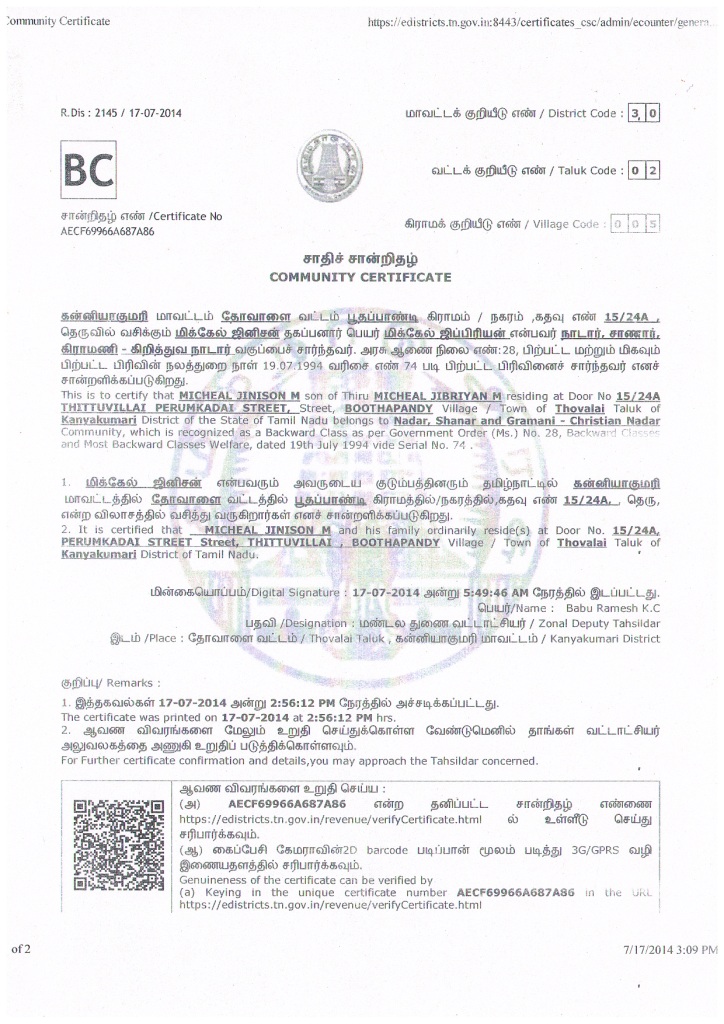 Community Certificate
https://edistricts.tn.gov.in:8443/certificates_csc/admin/ecounter/genera...
R.Dis : 2145 / 17-07-2014
மாவட்டக் குறியீடு எண் / District Code : 3 0
BC
வட்டக் குறியீடு எண் / Taluk Code : 0 2
சான்றிதழ் எண் /Certificate No
AECF69966A687A86
கிராமக் குறியீடு எண் / Village Code : 0 0 5
சாதிச் சான்றிதழ்
COMMUNITY CERTIFICATE
கன்னியாகுமரி மாவட்டம் தோவாளை வட்டம் பூதப்பாண்டி கிராமம் / நகரம் ,கதவு எண் 15/24A ,
தெருவில் வசிக்கும் மிக்கேல் ஜினிசன் தகப்பனார் பெயர் மிக்கேல் ஜிப்பிரியன் என்பவர் நாடார், சாணார்,
கிராமணி - கிறித்துவ நாடார் வகுப்பைச் சார்ந்தவர். அரசு ஆணை நிலை எண்:28, பிற்பட்ட மற்றும் மிகவும்
பிற்பட்ட பிரிவின் நலத்துறை நாள் 19.07.1994 வரிசை எண் 74 படி பிற்பட்ட பிரிவினைச் சார்ந்தவர் எனச்
சான்றளிக்கப்படுகிறது.
This is to certify that MICHEAL JINISON M son of Thiru MICHEAL JIBRIYAN M residing at Door No 15/24A
THITTUVILLAI PERUMKADAI STREET, Street, BOOTHAPANDY Village / Town of Thovalai Taluk of
Kanyakumari District of the State of Tamil Nadu belongs to Nadar, Shanar and Gramani - Christian Nadar
Community, which is recognized as a Backward Class as per Government Order (Ms.) No. 28, Backward Classes
and Most Backward Classes Welfare, dated 19th July 1994 vide Serial No. 74 .
1. மிக்கேல் ஜினிசன் என்பவரும் அவருடைய குடும்பத்தினரும் தமிழ்நாட்டில் கன்னியாகுமரி
மாவட்டத்தில் தோவாளை வட்டத்தில் பூதப்பாண்டி கிராமத்தில்/நகரத்தில்,கதவு எண் 15/24A, , தெரு,
என்ற விலாசத்தில் வசித்து வருகிறார்கள் எனச் சான்றளிக்கப்படுகிறது.
2. It is certified that MICHEAL JINISON M and his family ordinarily reside(s) at Door No. 15/24A,
PERUMKADAI STREET Street, THITTUVILLAI , BOOTHAPANDY Village / Town of Thovalai Taluk of
Kanyakumari District of Tamil Nadu.
மின்கையொப்பம்/Digital Signature : 17-07-2014 அன்று 5:49:46 AM நேரத்தில் இடப்பட்டது.
பெயர்/Name : Babu Ramesh K.C
பதவி /Designation : மண்டல துணை வட்டாட்சியர் / Zonal Deputy Tahsildar
இடம் /Place : தோவாளை வட்டம் / Thovalai Taluk , கன்னியாகுமரி மாவட்டம் / Kanyakumari District
குறிப்பு/ Remarks :
1. இத்தகவல்கள் 17-07-2014 அன்று 2:56:12 PM நேரத்தில் அச்சடிக்கப்பட்டது.
The certificate was printed on 17-07-2014 at 2:56:12 PM hrs.
2. ஆவண விவரங்களை மேலும் உறுதி செய்துக்கொள்ள வேண்டுமெனில் தாங்கள் வட்டாட்சியர்
அலுவலகத்தை அணுகி உறுதிப் படுத்திக்கொள்ளவும்.
For Further certificate confirmation and details,you may approach the Tahsildar concerned.
ஆவண விவரங்களை உறுதி செய்ய :
(அ) AECF69966A687A86 என்ற தனிப்பட்ட சான்றிதழ் எண்ணை
https://edistricts.tn.gov.in/revenue/verifyCertificate.html ல் உள்ளீடு செய்து
சரிபார்க்கவும்.
(ஆ) கைப்பேசி கேமராவின்2D barcode படிப்பான் மூலம் படித்து 3G/GPRS வழி
இணையதளத்தில் சரிபார்க்கவும்.
Genuineness of the certificate can be verified by
(a) Keying in the unique certificate number AECF69966A687A86 in the URL
https://edistricts.tn.gov.in/revenue/verifyCertificate.html
of 2
7/17/2014 3:09 PM